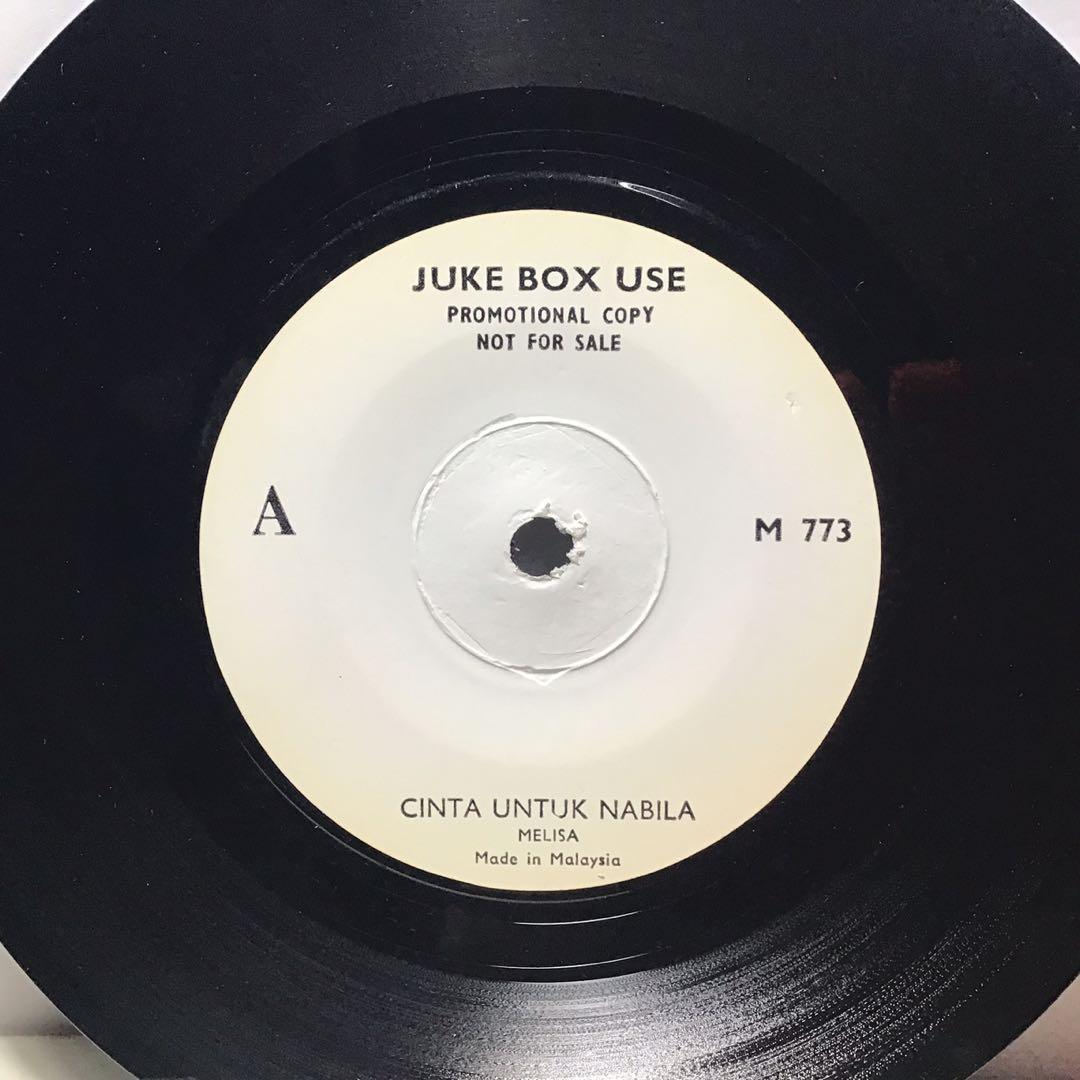 JUKE BOX USE
PROMOTIONAL COPY
NOT FOR SALE
A
M 773
CINTA UNTUK NABILA
MELISA
Made in Malaysia